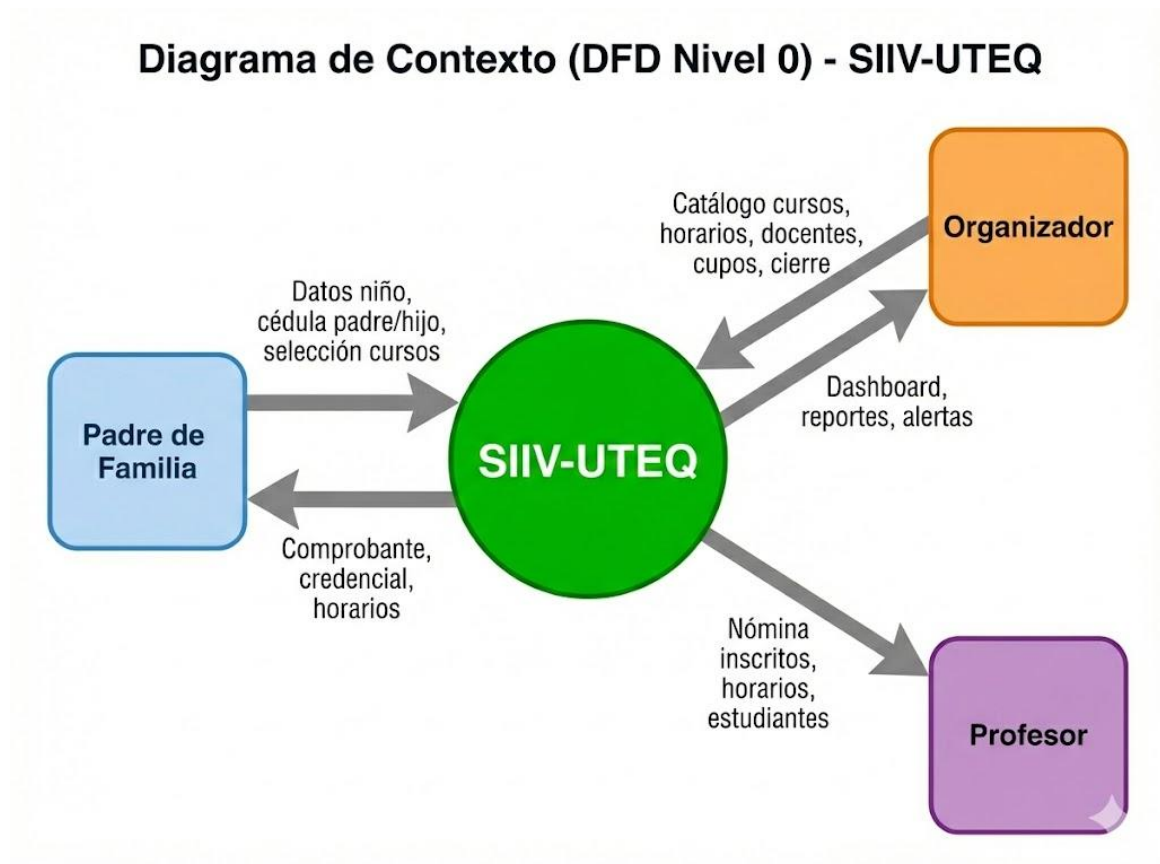 Diagrama de Contexto (DFD Nivel 0) - SIIV-UTEQ
Catálogo cursos,
horarios, docentes,
cupos, cierre
Organizador
Datos niño,
cédula padre/hijo,
selección cursos
Dashboard,
reportes, alertas
Padre de
Familia
SIIV-UTEQ
Comprobante,
credencial,
horarios
Nómina
inscritos,
horarios,
estudiantes
Profesor